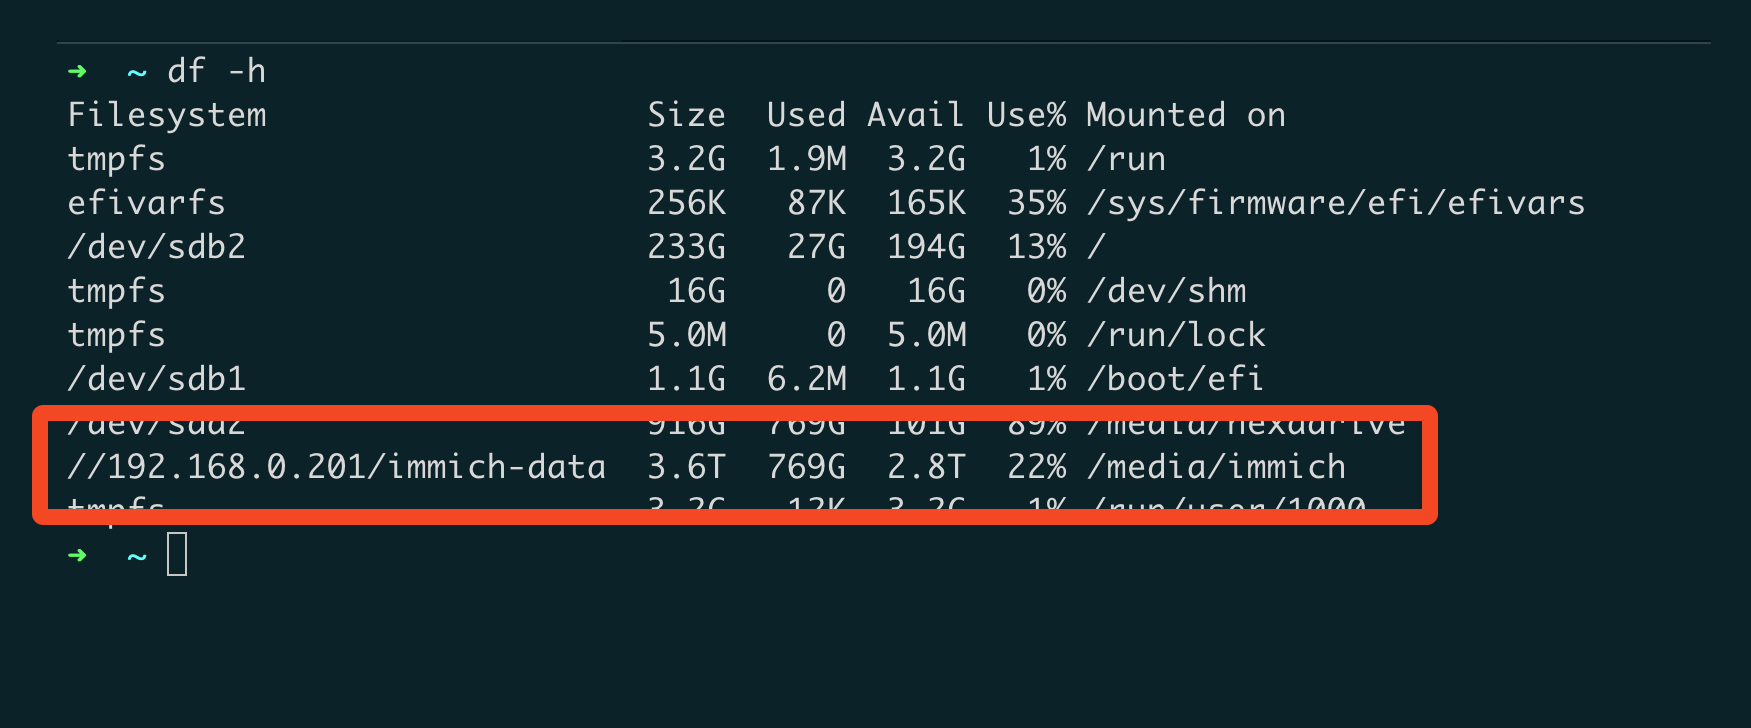 ➜ ~ df -h
Filesystem Size Used Avail Use% Mounted on
tmpfs 3.2G 1.9M 3.2G 1% /run
efivarfs 256K 87K 165K 35% /sys/firmware/efi/efivars
/dev/sdb2 233G 27G 194G 13% /
tmpfs 16G 0 16G 0% /dev/shm
tmpfs 5.0M 0 5.0M 0% /run/lock
/dev/sdb1 1.1G 6.2M 1.1G 1% /boot/efi
/dev/sda2 916G 769G 101G 89% /media/hexadrive
//192.168.0.201/immich-data 3.6T 769G 2.8T 22% /media/immich
tmpfs 3.2G 12K 3.2G 1% /run/user/1000
➜ ~